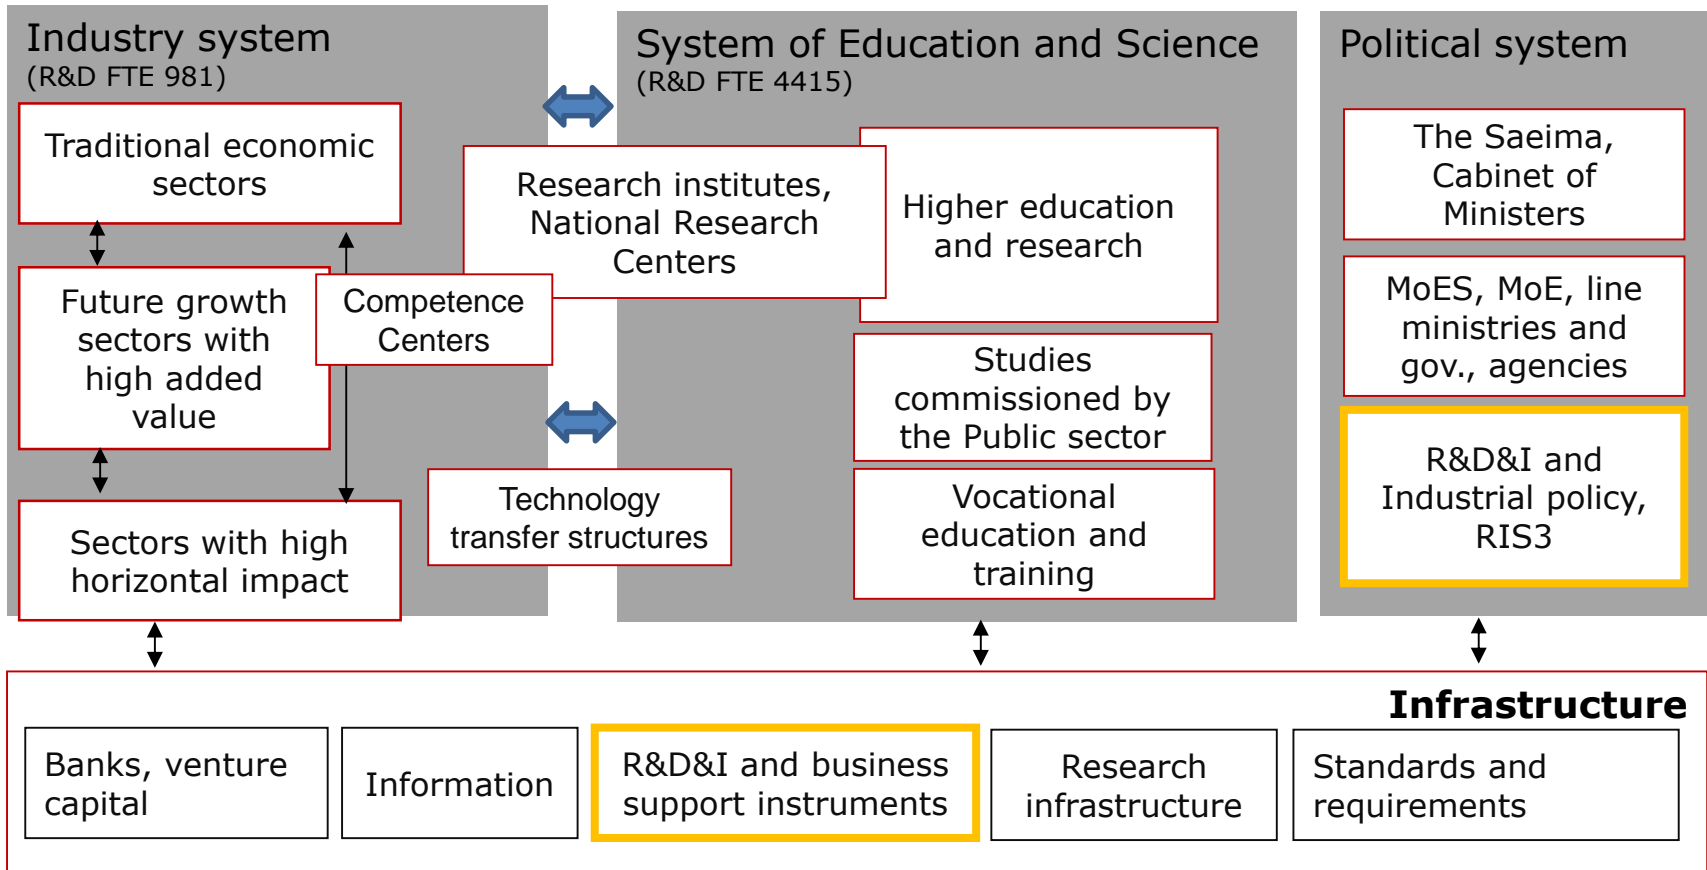 Industry system
(R&D FTE 981)
Traditional economic
sectors
Future growth
sectors with
high added
value
Sectors with high
horizontal impact
Competence
Centers
Technology
transfer structures
System of Education and Science
(R&D FTE 4415)
Research institutes,
National Research
Centers
Higher education
and research
Studies
commissioned by
the Public sector
Vocational
education and
training
Political system
The Saeima,
Cabinet of
Ministers
MoES, MoE, line
ministries and
gov., agencies
R&D&I and
Industrial policy,
RIS3
Infrastructure
Banks, venture
capital
Information
R&D&I and business
support instruments
Research
infrastructure
Standards and
requirements